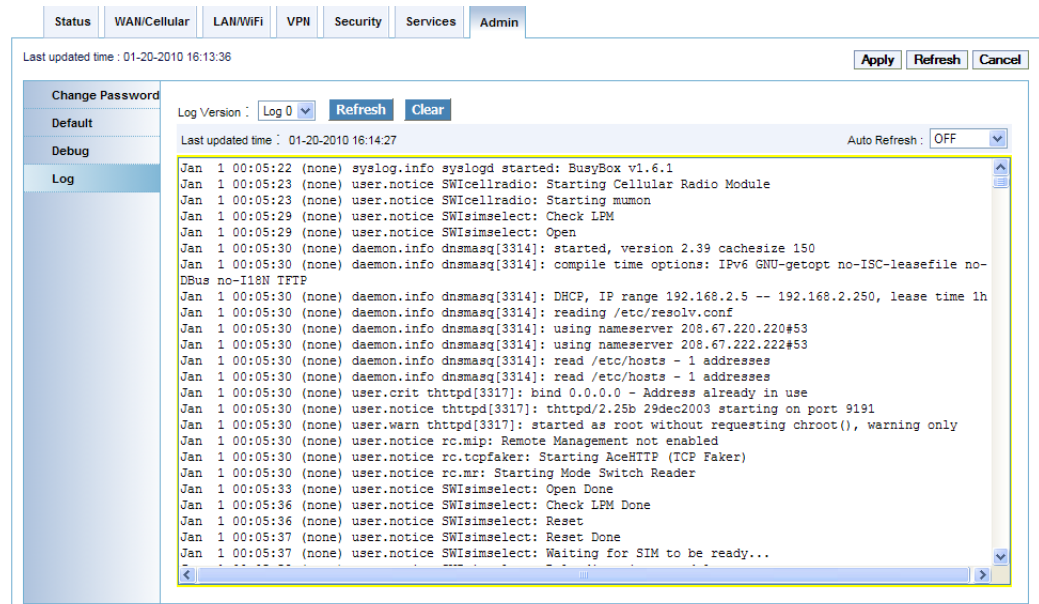 Status WAN/Cellular LAN/WiFi VPN Security Services Admin
Last updated time : 01-20-2010 16:13:36
Apply Refresh Cancel
Change Password
Default
Debug
Log
Log Version : Log 0 Refresh Clear
Last updated time : 01-20-2010 16:14:27
Auto Refresh : OFF
Jan 1 00:05:22 (none) syslog.info syslogd started: BusyBox v1.6.1
Jan 1 00:05:23 (none) user.notice SWIcellradio: Starting Cellular Radio Module
Jan 1 00:05:23 (none) user.notice SWIcellradio: Starting mumon
Jan 1 00:05:29 (none) user.notice SWIsimselect: Check LPM
Jan 1 00:05:29 (none) user.notice SWIsimselect: Open
Jan 1 00:05:30 (none) daemon.info dnsmasq[3314]: started, version 2.39 cachesize 150
Jan 1 00:05:30 (none) daemon.info dnsmasq[3314]: compile time options: IPv6 GNU-getopt no-ISC-leasefile no-
DBus no-I18N TFTP
Jan 1 00:05:30 (none) daemon.info dnsmasq[3314]: DHCP, IP range 192.168.2.5 -- 192.168.2.250, lease time 1h
Jan 1 00:05:30 (none) daemon.info dnsmasq[3314]: reading /etc/resolv.conf
Jan 1 00:05:30 (none) daemon.info dnsmasq[3314]: using nameserver 208.67.220.220#53
Jan 1 00:05:30 (none) daemon.info dnsmasq[3314]: using nameserver 208.67.222.222#53
Jan 1 00:05:30 (none) daemon.info dnsmasq[3314]: read /etc/hosts - 1 addresses
Jan 1 00:05:30 (none) daemon.info dnsmasq[3314]: read /etc/hosts - 1 addresses
Jan 1 00:05:30 (none) user.crit thttpd[3317]: bind 0.0.0.0 - Address already in use
Jan 1 00:05:30 (none) user.notice thttpd[3317]: thttpd/2.25b 29dec2003 starting on port 9191
Jan 1 00:05:30 (none) user.warn thttpd[3317]: started as root without requesting chroot(), warning only
Jan 1 00:05:30 (none) user.notice rc.mip: Remote Management not enabled
Jan 1 00:05:30 (none) user.notice rc.tcpfaker: Starting AceHTTP (TCP Faker)
Jan 1 00:05:30 (none) user.notice rc.mr: Starting Mode Switch Reader
Jan 1 00:05:33 (none) user.notice SWIsimselect: Open Done
Jan 1 00:05:36 (none) user.notice SWIsimselect: Check LPM Done
Jan 1 00:05:36 (none) user.notice SWIsimselect: Reset
Jan 1 00:05:37 (none) user.notice SWIsimselect: Reset Done
Jan 1 00:05:37 (none) user.notice SWIsimselect: Waiting for SIM to be ready...